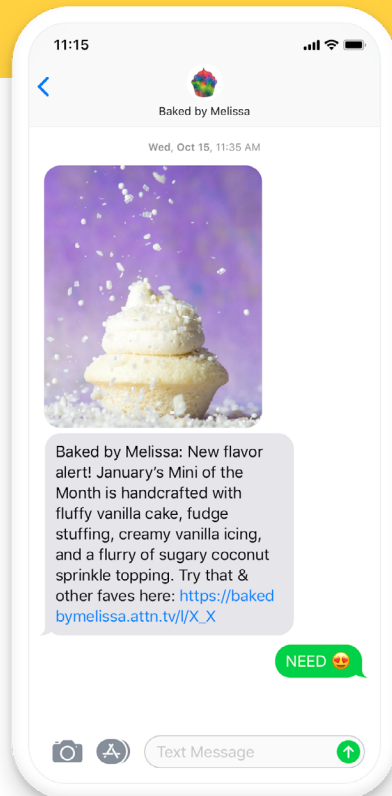 11:15
Baked by Melissa
Wed, Oct 15, 11:35 AM
Baked by Melissa: New flavor
alert! January's Mini of the
Month is handcrafted with
fluffy vanilla cake, fudge
stuffing, creamy vanilla icing,
and a flurry of sugary coconut
sprinkle topping. Try that &
other faves here: https://baked
bymelissa.attn.tv/l/X_X
NEED 😍
Text Message